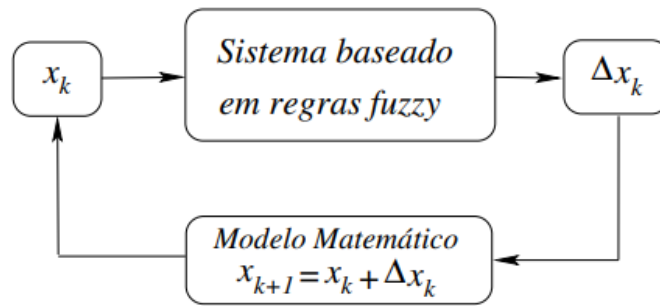 x_k
Sistema baseado
em regras fuzzy
Δx_k
Modelo Matemático
x_{k+1} = x_k + Δx_k